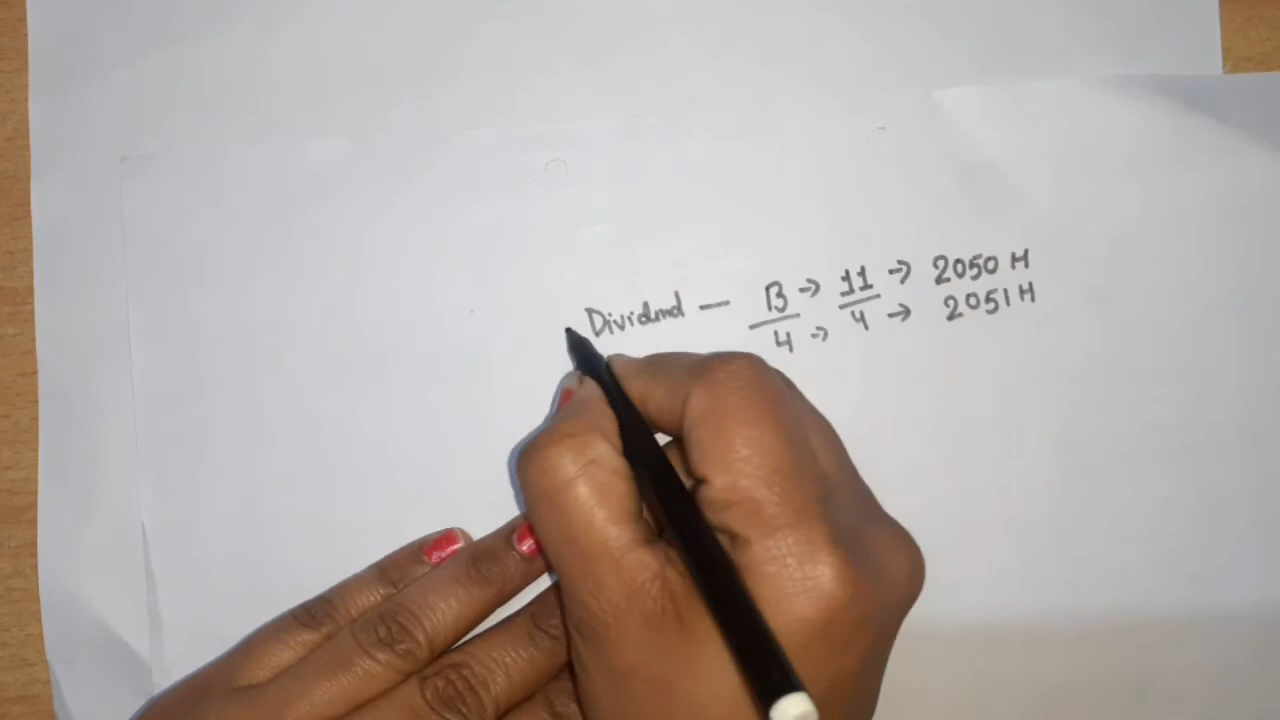 Dividend — B → 11 → 2050 H
4 → 4 → 2051 H